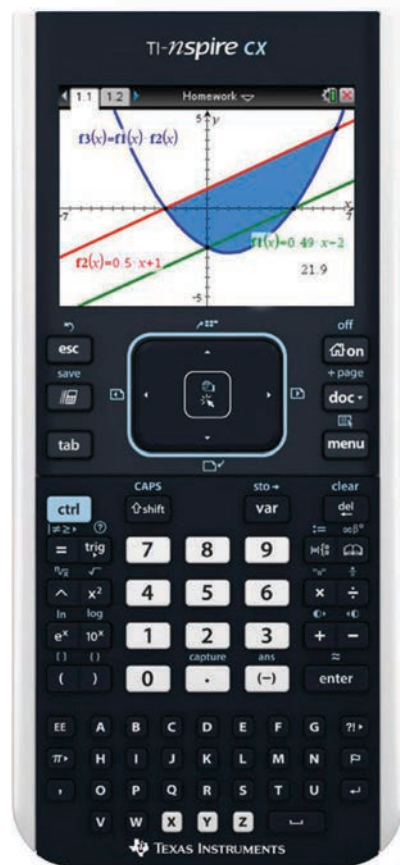 TI-nspire cx
1.1 1.2 Homework
5 y
f3(x)=f1(x)· f2(x)
-7 x 7
f1(x)=0.49· x−2
f2(x)=0.5· x+1
21.9
-5
off
esc on
save + page
doc
tab menu
CAPS sto→ clear
ctrl shift var del
|≠≥▸ ? := ∞β°
= trig 7 8 9
ⁿ√x √ "∞" ÷
^ x² 4 5 6 × ÷
ln log
eˣ 10ˣ 1 2 3 + −
[ ] { } capture ans ≈
( ) 0 . (−) enter
EE A B C D E F G ?!▸
π▸ H I J K L M N
, O P Q R S T U ↵
V W X Y Z
TEXAS INSTRUMENTS